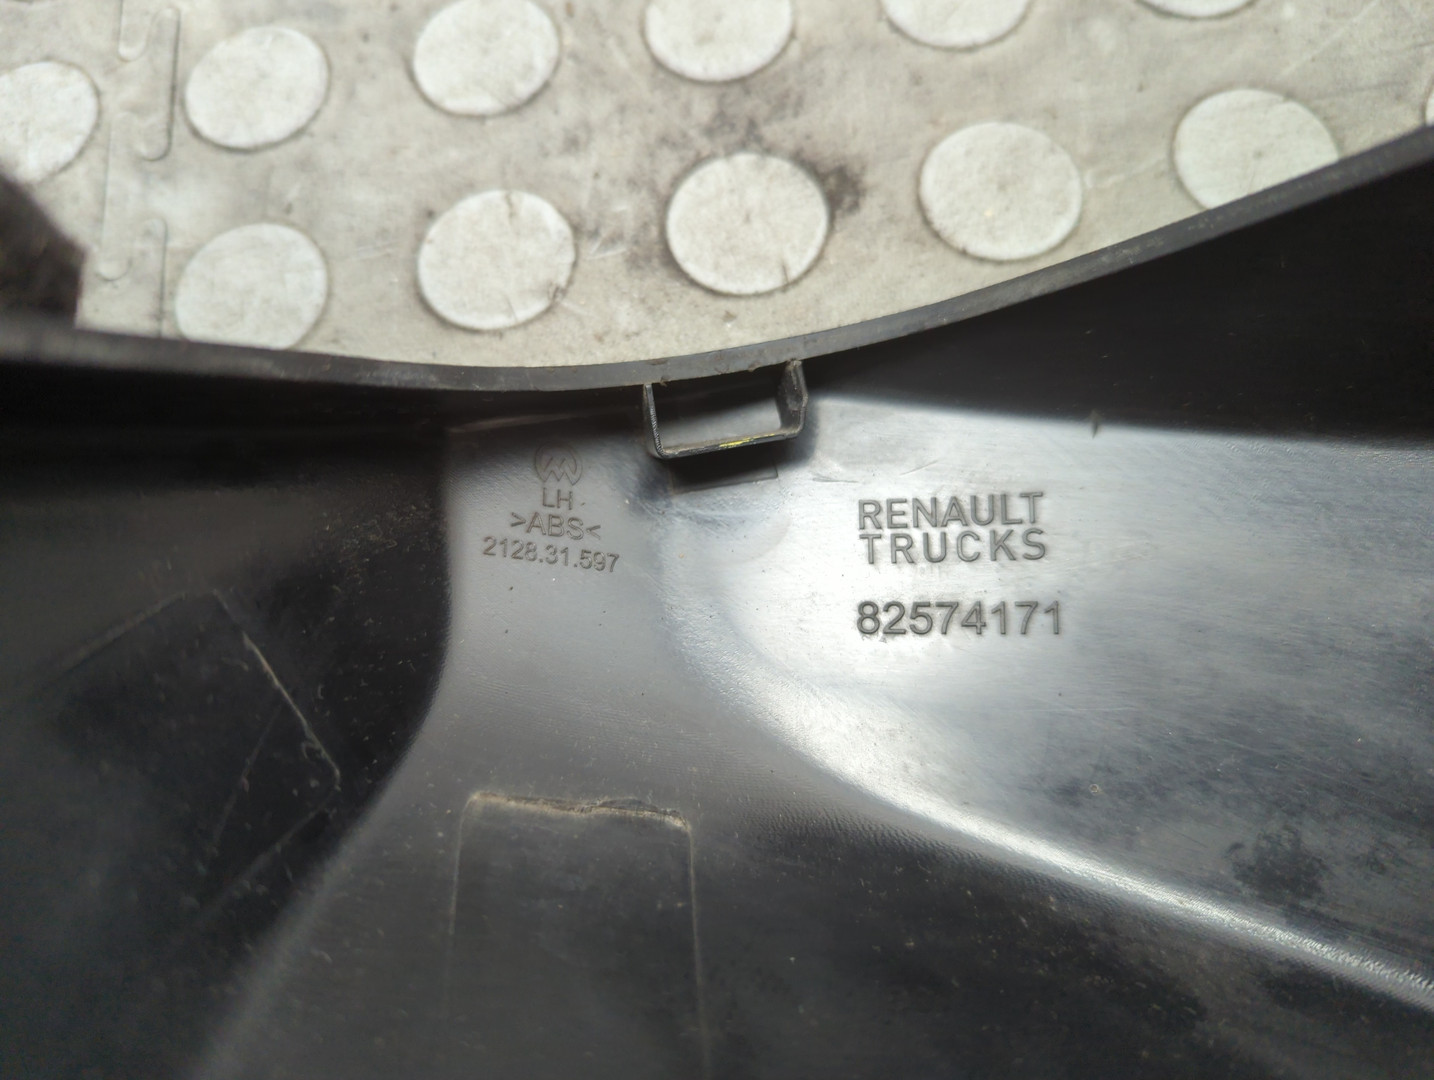 LH
>ABS<
2128.31.597
RENAULT
TRUCKS
82574171